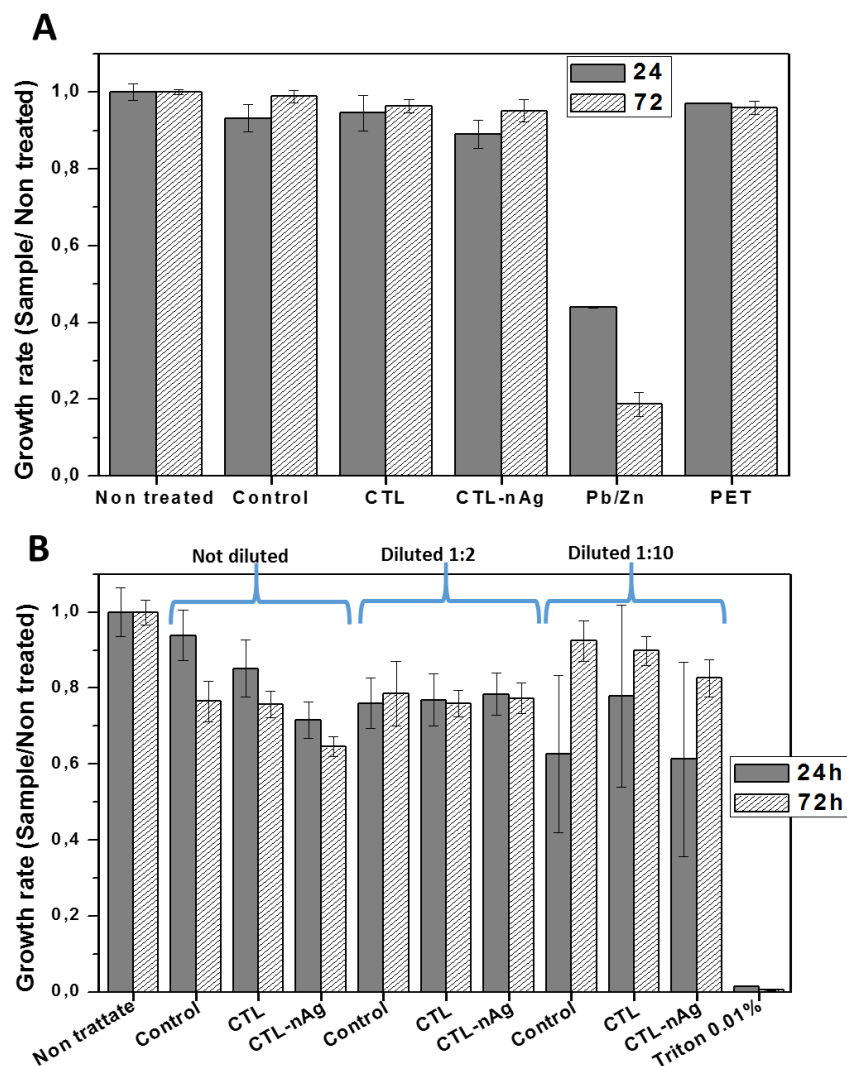 A
Growth rate (Sample/ Non treated)
1,0
0,8
0,6
0,4
0,2
0,0
24
72
Non treated Control CTL CTL-nAg Pb/Zn PET
B
Not diluted Diluted 1:2 Diluted 1:10
Growth rate (Sample/Non treated)
1,0
0,8
0,6
0,4
0,2
0,0
24h
72h
Non trattate Control CTL CTL-nAg Control CTL CTL-nAg Control CTL CTL-nAg Triton 0.01%